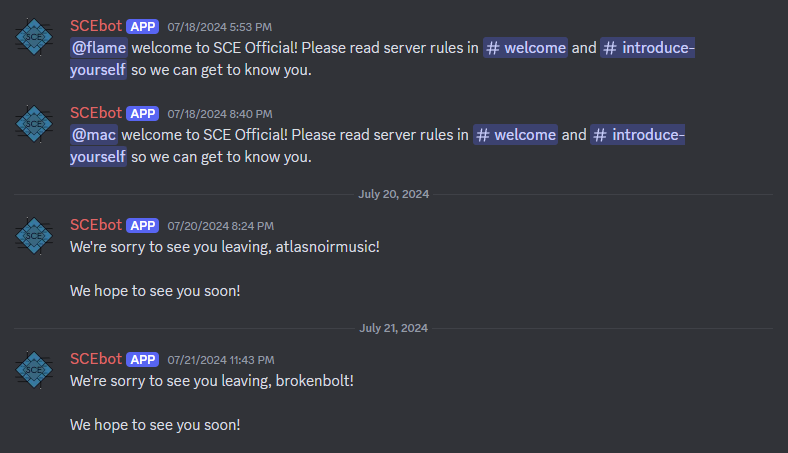 SCE
SCEbot APP 07/18/2024 5:53 PM
@flame welcome to SCE Official! Please read server rules in # welcome and # introduce-
yourself so we can get to know you.
SCE
SCEbot APP 07/18/2024 8:40 PM
@mac welcome to SCE Official! Please read server rules in # welcome and # introduce-
yourself so we can get to know you.
July 20, 2024
SCE
SCEbot APP 07/20/2024 8:24 PM
We're sorry to see you leaving, atlasnoirmusic!
We hope to see you soon!
July 21, 2024
SCE
SCEbot APP 07/21/2024 11:43 PM
We're sorry to see you leaving, brokenbolt!
We hope to see you soon!